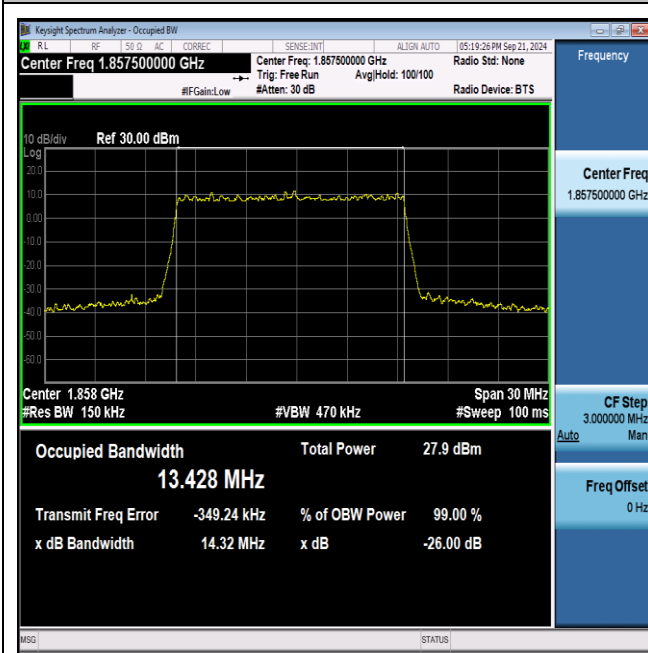 Keysight Spectrum Analyzer - Occupied BW
RL RF 50 Ω AC CORREC SENSE:INT ALIGN AUTO 05:19:26 PM Sep 21, 2024
Center Freq 1.857500000 GHz Center Freq: 1.857500000 GHz Radio Std: None
Trig: Free Run Avg|Hold: 100/100
#IFGain:Low #Atten: 30 dB Radio Device: BTS
Frequency
10 dB/div Ref 30.00 dBm
Log
20.0
10.0
0.00
-10.0
-20.0
-30.0
-40.0
-50.0
-60.0
Center 1.858 GHz Span 30 MHz
#Res BW 150 kHz #VBW 470 kHz #Sweep 100 ms
Occupied Bandwidth Total Power 27.9 dBm
13.428 MHz
Transmit Freq Error -349.24 kHz % of OBW Power 99.00 %
x dB Bandwidth 14.32 MHz x dB -26.00 dB
Center Freq
1.857500000 GHz
CF Step
3.000000 MHz
Auto Man
Freq Offset
0 Hz
MSG STATUS